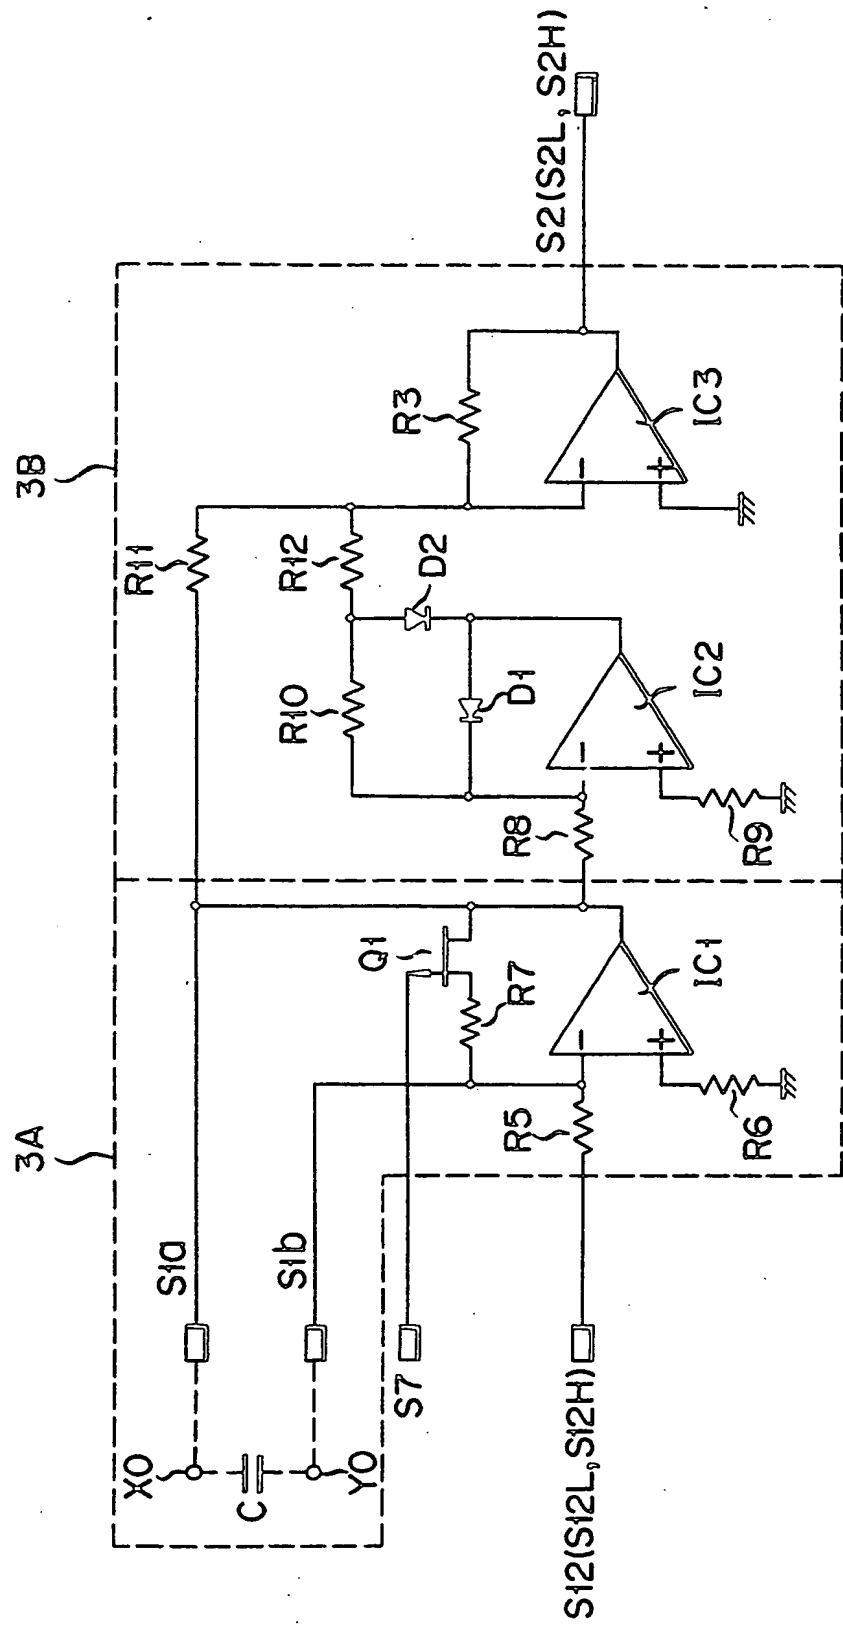 3A
3B
X0
C
Y0
S1a
S1b
S7
S12(S12L, S12H)
R5
R6
R7
Q1
−
+
IC1
R8
R9
R10
D1
D2
−
+
IC2
R11
R12
R3
−
+
IC3
S2(S2L, S2H)